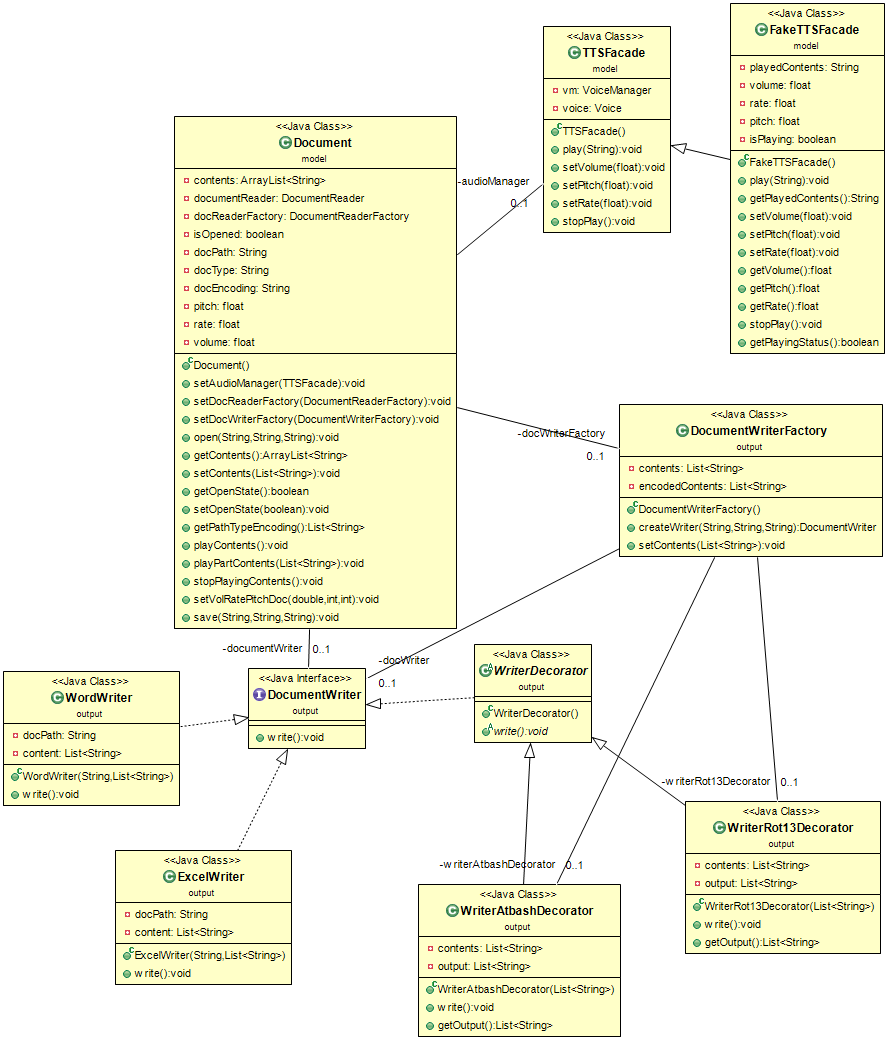 <<Java Class>>
FakeTTSFacade
model
playedContents: String
volume: float
rate: float
pitch: float
isPlaying: boolean
FakeTTSFacade()
play(String):void
getPlayedContents():String
setVolume(float):void
setPitch(float):void
setRate(float):void
getVolume():float
getPitch():float
getRate():float
stopPlay():void
getPlayingStatus():boolean
<<Java Class>>
TTSFacade
model
vm: VoiceManager
voice: Voice
TTSFacade()
play(String):void
setVolume(float):void
setPitch(float):void
setRate(float):void
stopPlay():void
-audioManager
0..1
<<Java Class>>
Document
model
contents: ArrayList<String>
documentReader: DocumentReader
docReaderFactory: DocumentReaderFactory
isOpened: boolean
docPath: String
docType: String
docEncoding: String
pitch: float
rate: float
volume: float
Document()
setAudioManager(TTSFacade):void
setDocReaderFactory(DocumentReaderFactory):void
setDocWriterFactory(DocumentWriterFactory):void
open(String,String,String):void
getContents():ArrayList<String>
setContents(List<String>):void
getOpenState():boolean
setOpenState(boolean):void
getPathTypeEncoding():List<String>
playContents():void
playPartContents(List<String>):void
stopPlayingContents():void
setVolRatePitchDoc(double,int,int):void
save(String,String,String):void
-docWriterFactory
0..1
<<Java Class>>
DocumentWriterFactory
output
contents: List<String>
encodedContents: List<String>
DocumentWriterFactory()
createWriter(String,String,String):DocumentWriter
setContents(List<String>):void
-documentWriter
0..1
-docWriter
0..1
<<Java Class>>
WordWriter
output
docPath: String
content: List<String>
WordWriter(String,List<String>)
write():void
<<Java Interface>>
DocumentWriter
output
write():void
<<Java Class>>
WriterDecorator
output
WriterDecorator()
write():void
-writerRot13Decorator
0..1
<<Java Class>>
ExcelWriter
output
docPath: String
content: List<String>
ExcelWriter(String,List<String>)
write():void
-writerAtbashDecorator
0..1
<<Java Class>>
WriterRot13Decorator
output
contents: List<String>
output: List<String>
WriterRot13Decorator(List<String>)
write():void
getOutput():List<String>
<<Java Class>>
WriterAtbashDecorator
output
contents: List<String>
output: List<String>
WriterAtbashDecorator(List<String>)
write():void
getOutput():List<String>